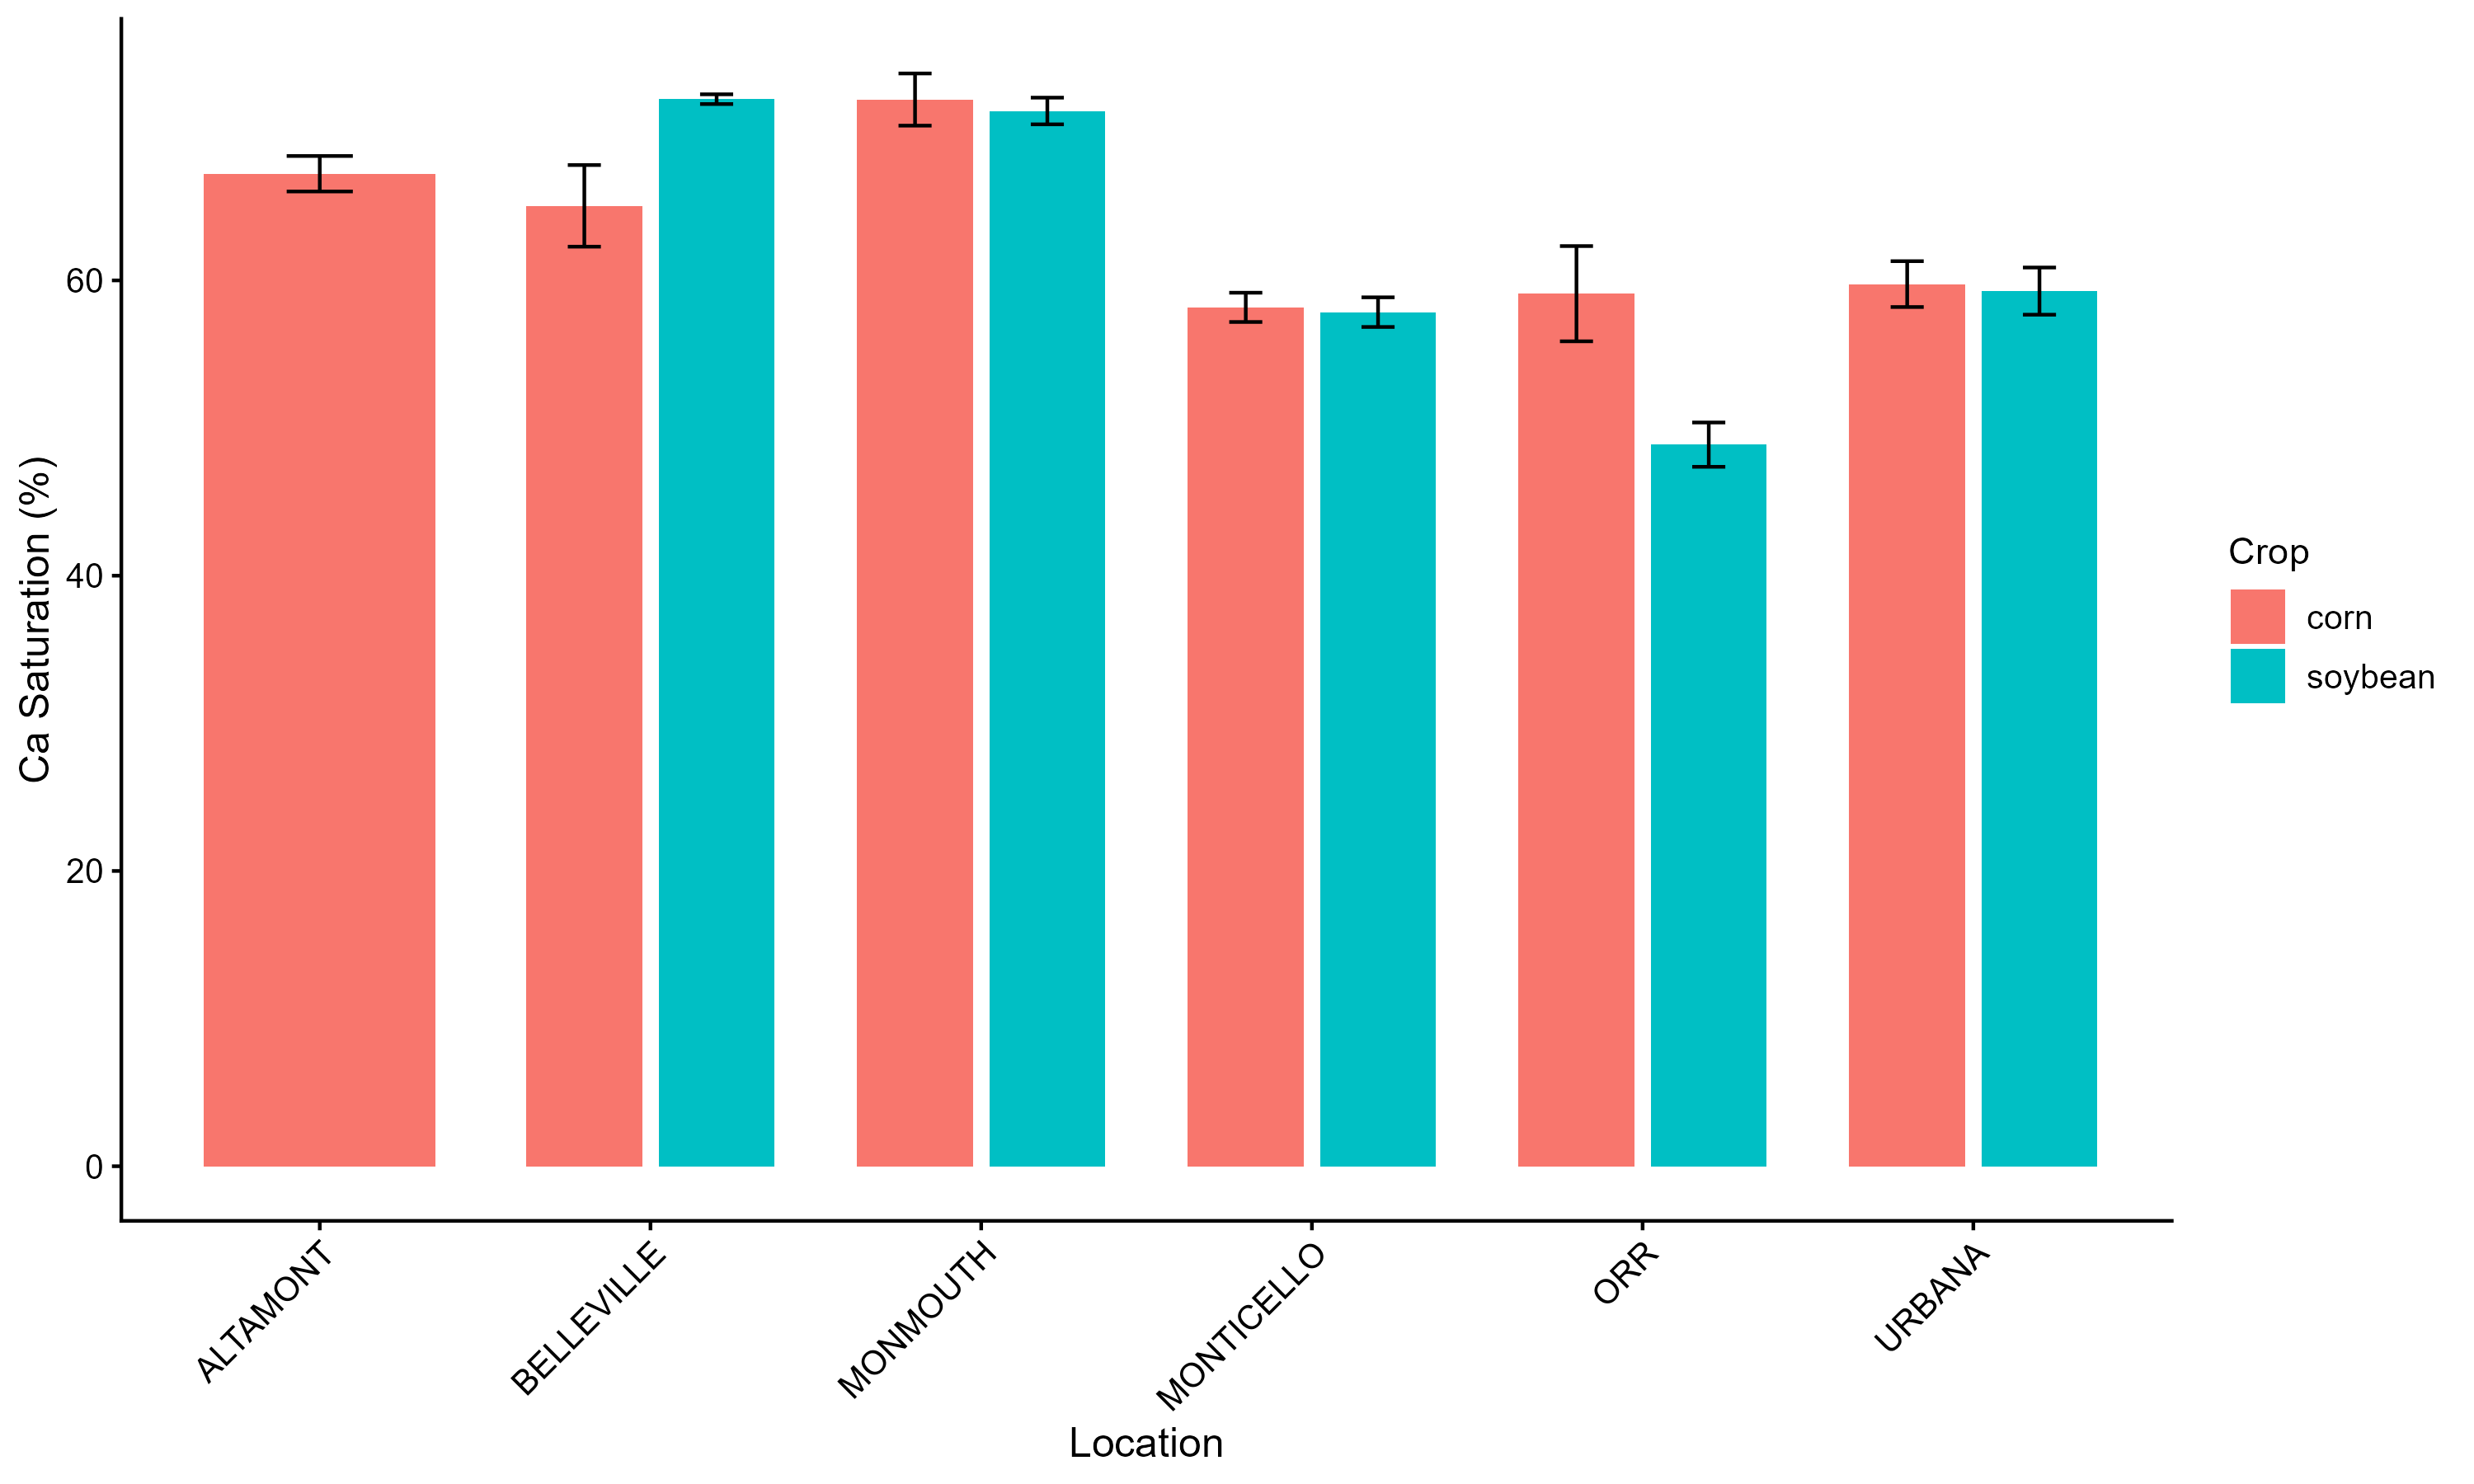 Ca Saturation (%)
60
40
20
0
ALTAMONT
BELLEVILLE
MONMOUTH
MONTICELLO
ORR
URBANA
Location
Crop
corn
soybean